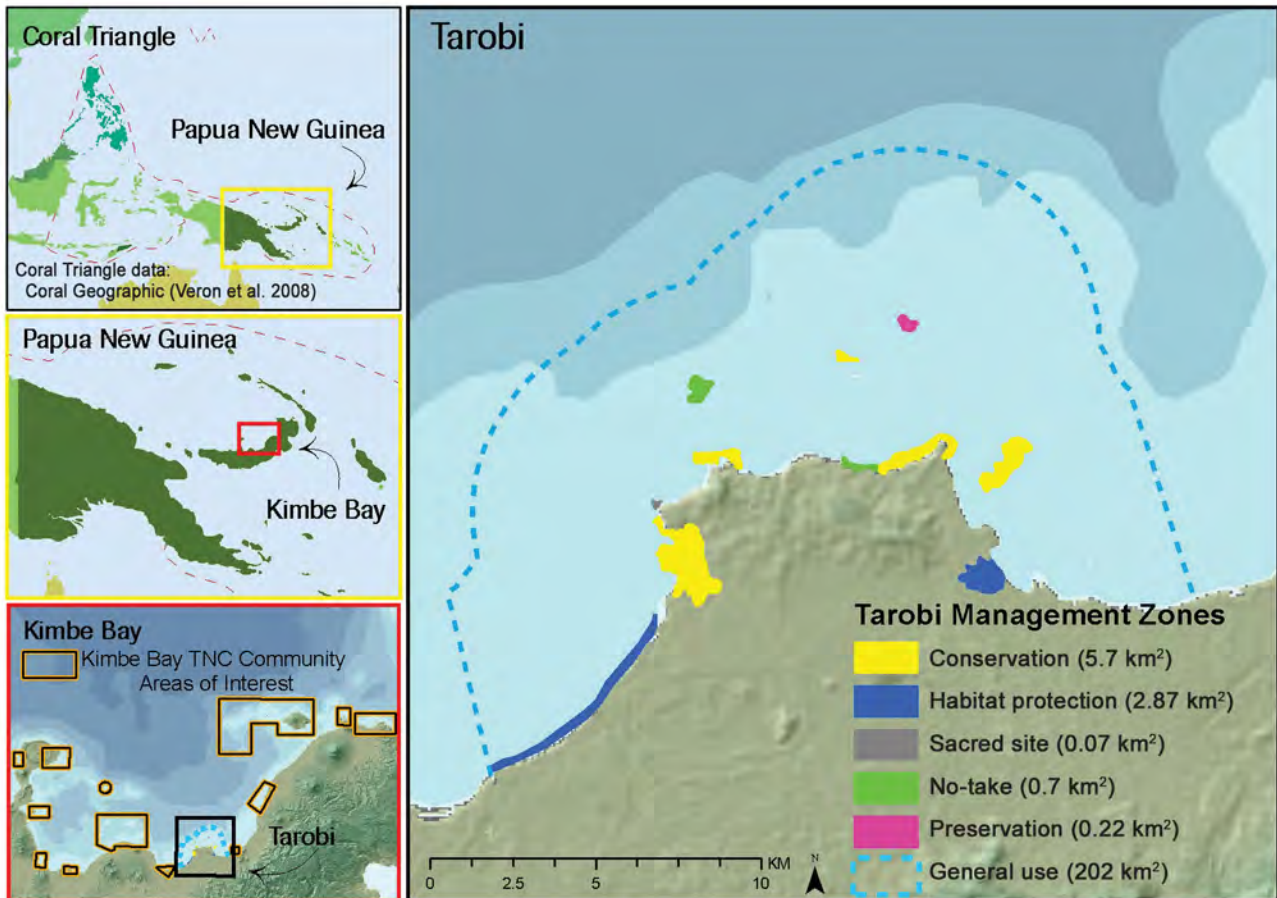 Coral Triangle
Papua New Guinea
Coral Triangle data:
Coral Geographic (Veron et al. 2008)
Papua New Guinea
Kimbe Bay
Kimbe Bay
Kimbe Bay TNC Community
Areas of Interest
Tarobi
Tarobi
Tarobi Management Zones
Conservation (5.7 km²)
Habitat protection (2.87 km²)
Sacred site (0.07 km²)
No-take (0.7 km²)
Preservation (0.22 km²)
General use (202 km²)
KM
0 2.5 5 10
N